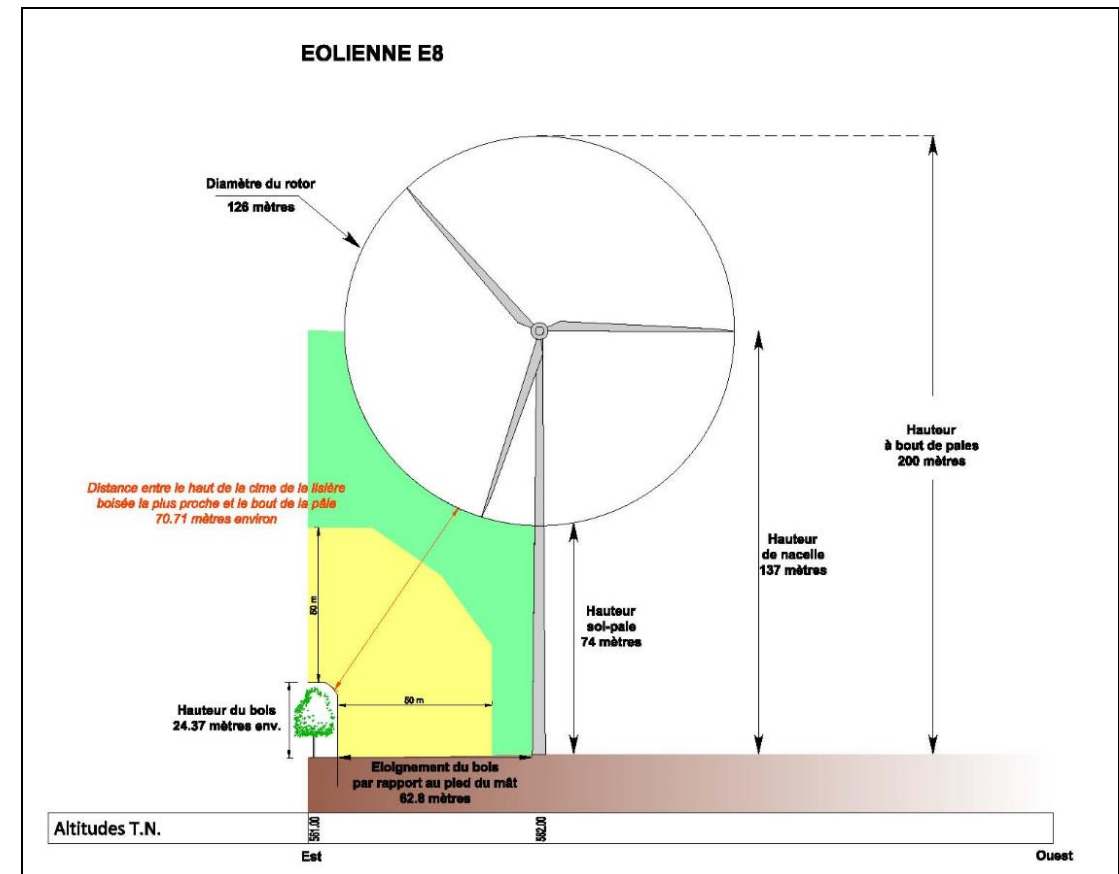 EOLIENNE E8
Diamètre du rotor
126 mètres
Hauteur
à bout de pales
200 mètres
Distance entre le haut de la cime de la lisière
boisée la plus proche et le bout de la pâle
70.71 mètres environ
Hauteur
de nacelle
137 mètres
50 m
Hauteur
sol-pale
74 mètres
50 m
Hauteur du bois
24.37 mètres env.
Eloignement du bois
par rapport au pied du mât
62.8 mètres
Altitudes T.N.
581.00
582.00
Est
Ouest